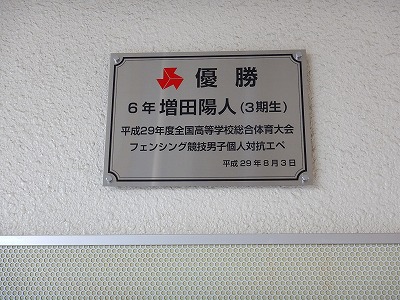 優勝
6年 増田陽人(3期生)
平成29年度全国高等学校総合体育大会
フェンシング競技男子個人対抗エペ
平成29年8月3日